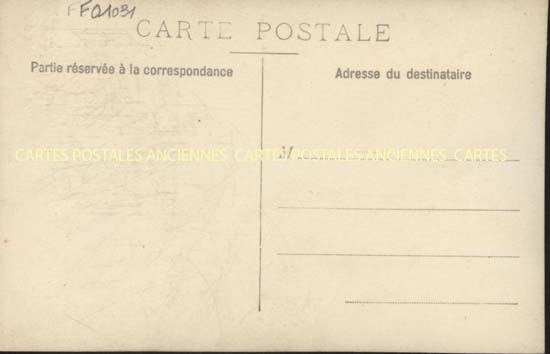 FQ1031
CARTE POSTALE
Partie réservée à la correspondance
Adresse du destinataire
CARTES POSTALES ANCIENNES CARTES POSTALES ANCIENNES CARTES
M